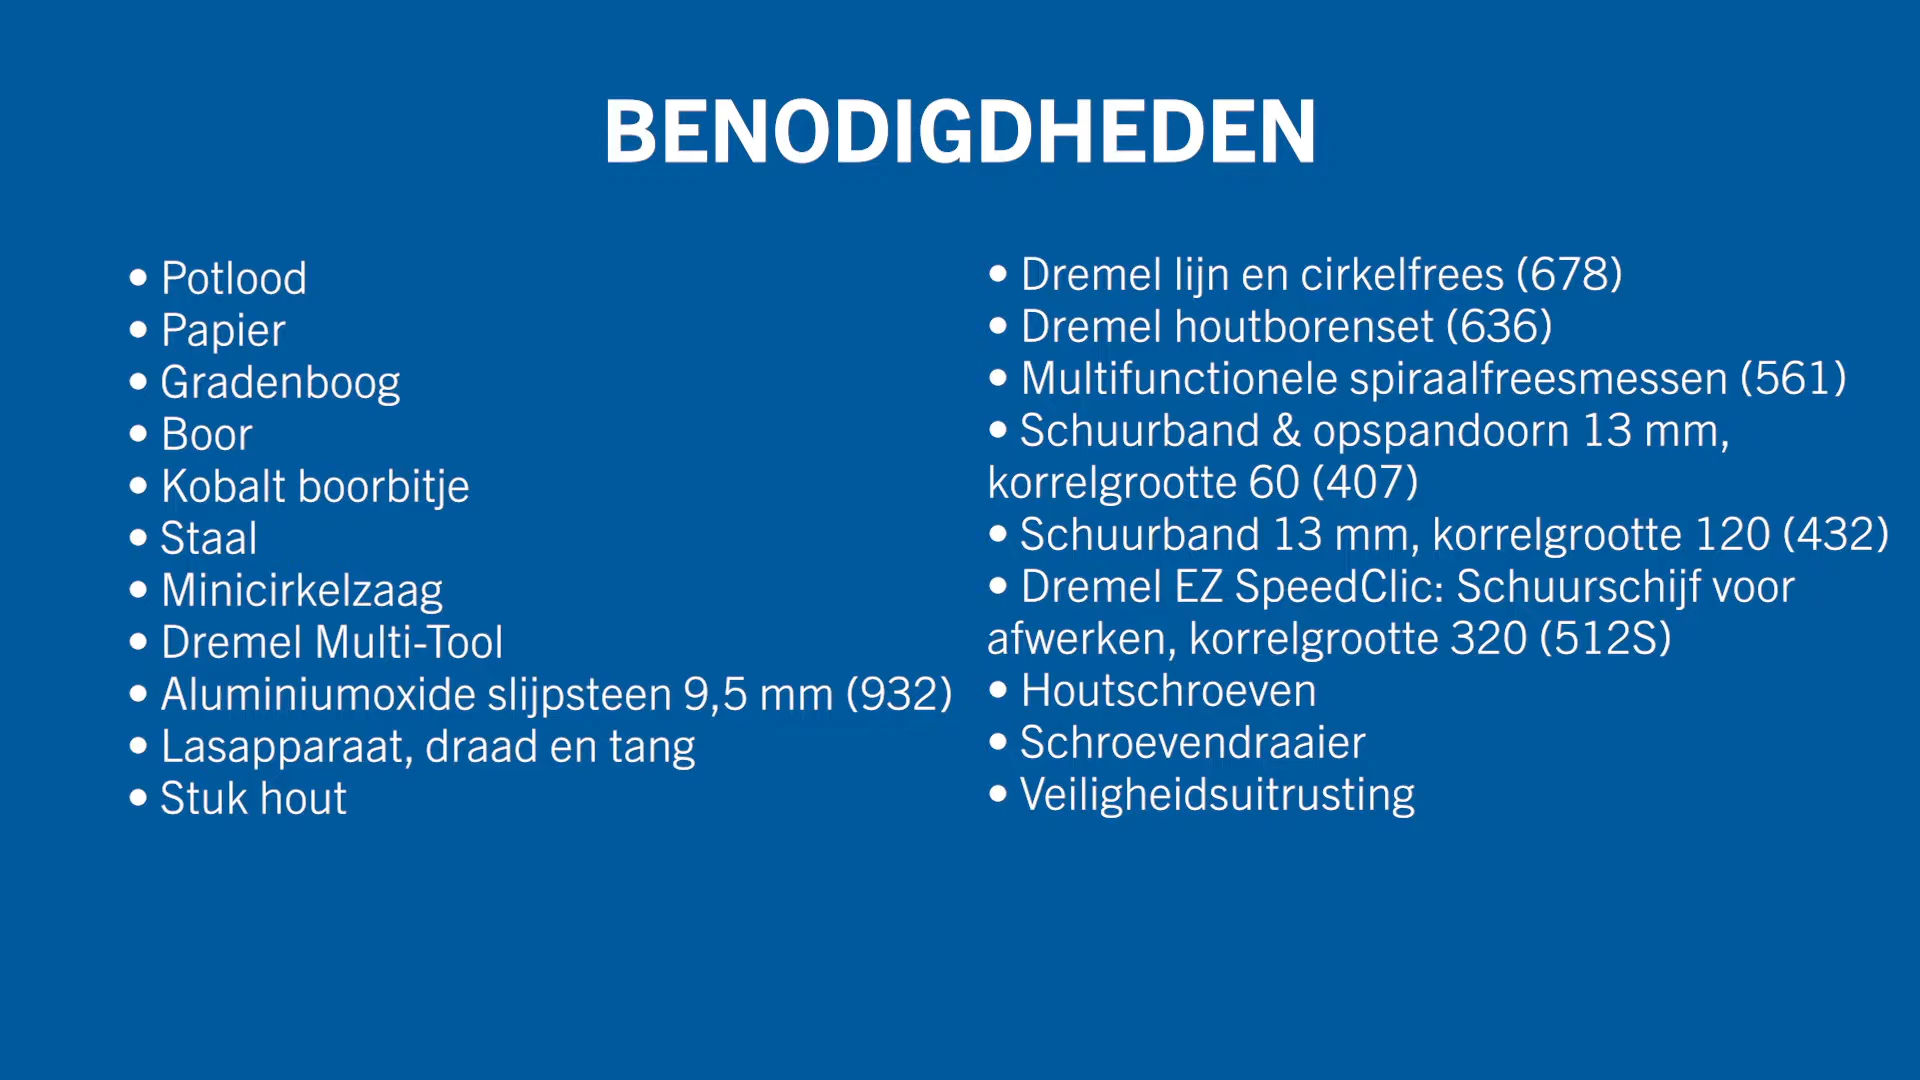 BENODIGDHEDEN
• Potlood
• Papier
• Gradenboog
• Boor
• Kobalt boorbitje
• Staal
• Minicirkelzaag
• Dremel Multi-Tool
• Aluminiumoxide slijpsteen 9,5 mm (932)
• Lasapparaat, draad en tang
• Stuk hout
• Dremel lijn en cirkelfrees (678)
• Dremel houtborenset (636)
• Multifunctionele spiraalfreesmessen (561)
• Schuurband & opspandoorn 13 mm,
korrelgrootte 60 (407)
• Schuurband 13 mm, korrelgrootte 120 (432)
• Dremel EZ SpeedClic: Schuurschijf voor
afwerken, korrelgrootte 320 (512S)
• Houtschroeven
• Schroevendraaier
• Veiligheidsuitrusting